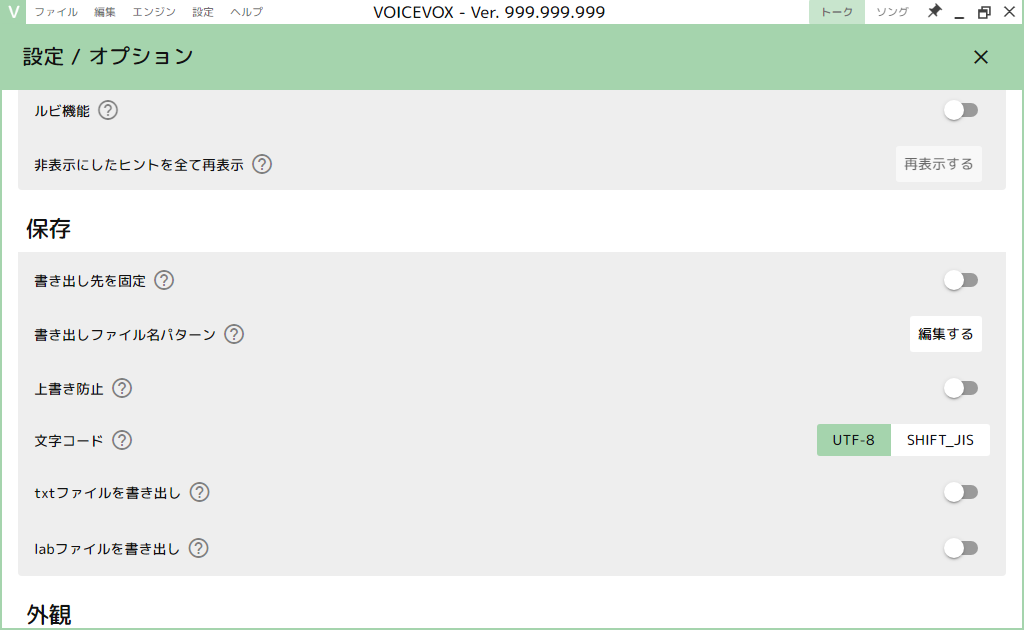 V ファイル 編集 エンジン 設定 ヘルプ VOICEVOX - Ver. 999.999.999 トーク ソング
設定 / オプション
ルビ機能
非表示にしたヒントを全て再表示 再表示する
保存
書き出し先を固定
書き出しファイル名パターン 編集する
上書き防止
文字コード UTF-8 SHIFT_JIS
txtファイルを書き出し
labファイルを書き出し
外観